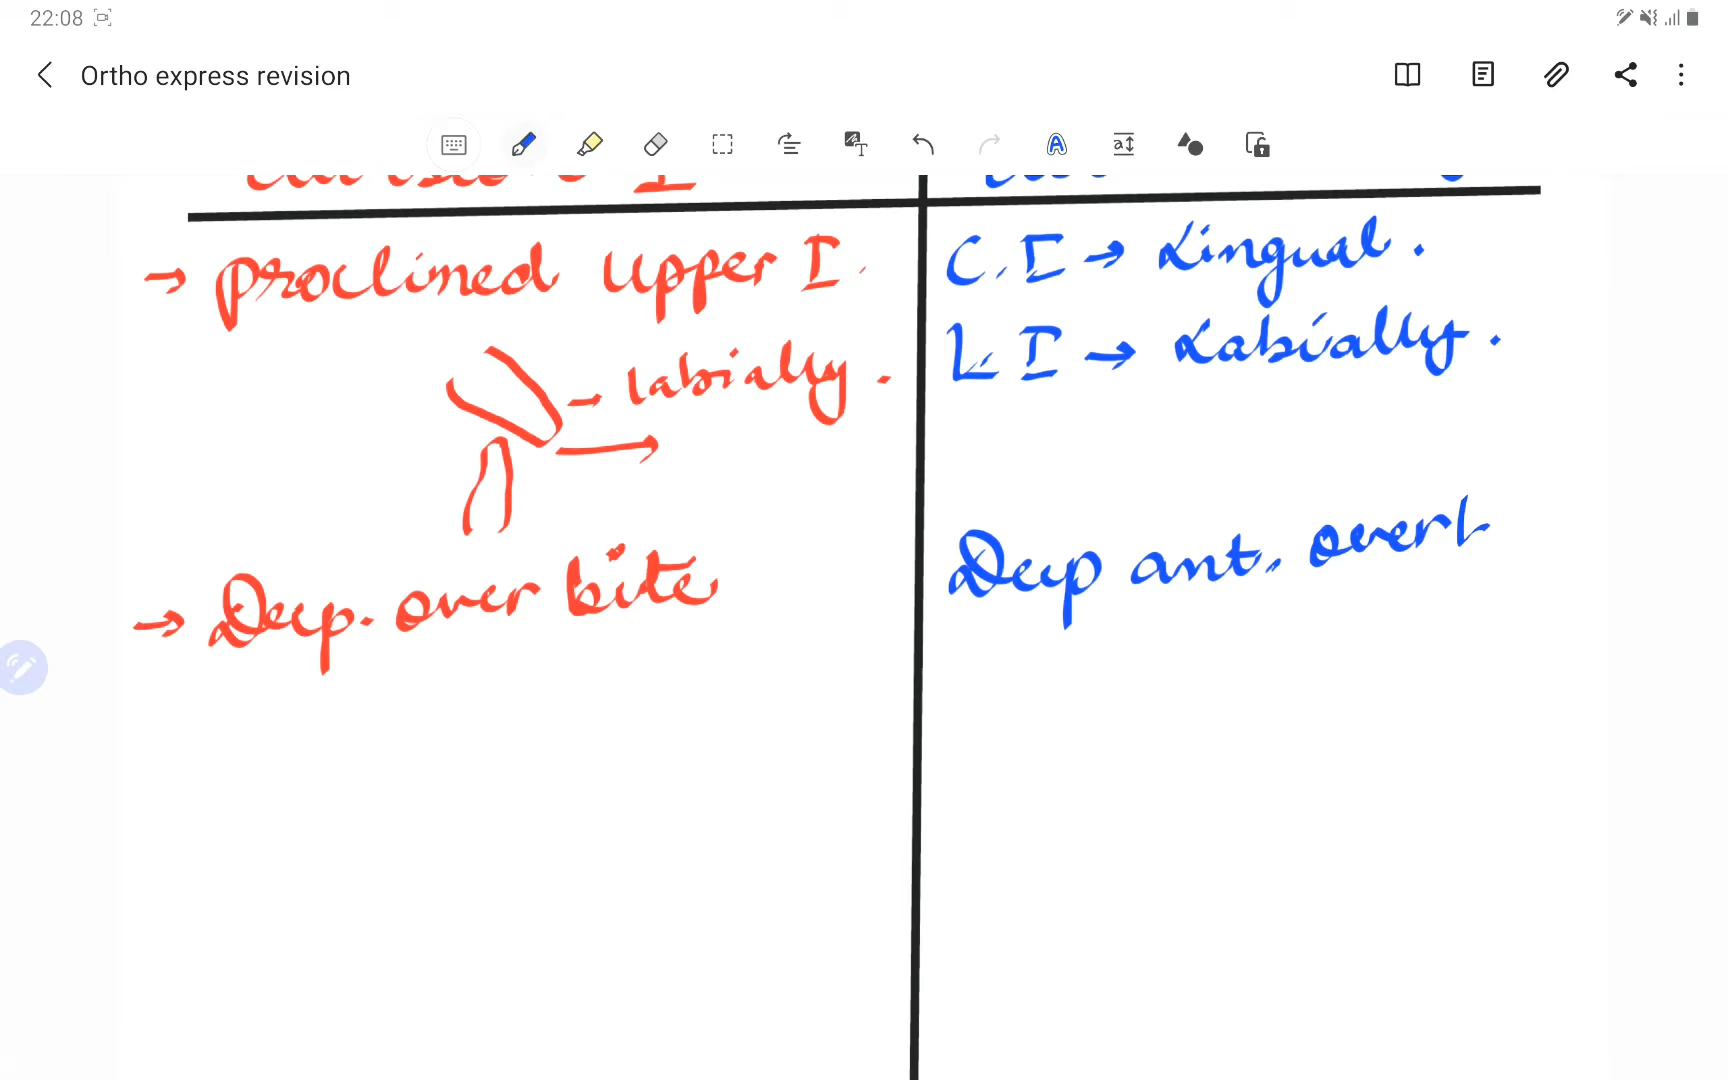 22:08
Ortho express revision
→ proclined upper I.
- labially.
→ Deep. over bite
C.I → Lingual.
L I → Labially.
Deep ant. overb